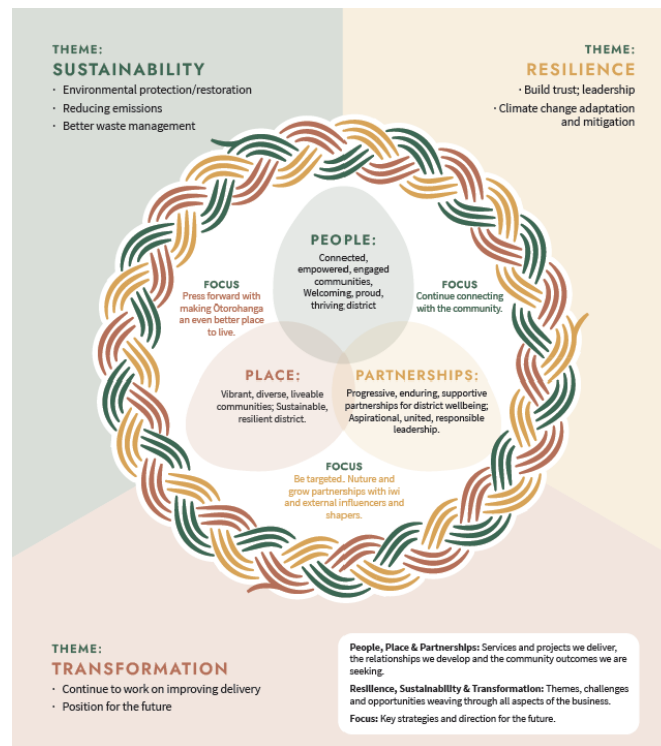 THEME:
SUSTAINABILITY
· Environmental protection/restoration
· Reducing emissions
· Better waste management
THEME:
RESILIENCE
· Build trust; leadership
· Climate change adaptation
and mitigation
PEOPLE:
Connected,
empowered, engaged
communities,
Welcoming, proud,
thriving; district
FOCUS
Press forward with
making Ōtorohanga
an even better place
to live.
FOCUS
Continue connecting
with the community.
PLACE:
Vibrant, diverse, liveable
communities; Sustainable,
resilient district.
PARTNERSHIPS:
Progressive, enduring, supportive
partnerships for district wellbeing;
Aspirational, united, responsible
leadership.
FOCUS
Be targeted. Nuture and
grow partnerships with iwi
and external influencers and
shapers.
THEME:
TRANSFORMATION
· Continue to work on improving delivery
· Position for the future
People, Place & Partnerships: Services and projects we deliver,
the relationships we develop and the community outcomes we are
seeking.
Resilience, Sustainability & Transformation: Themes, challenges
and opportunities weaving through all aspects of the business.
Focus: Key strategies and direction for the future.